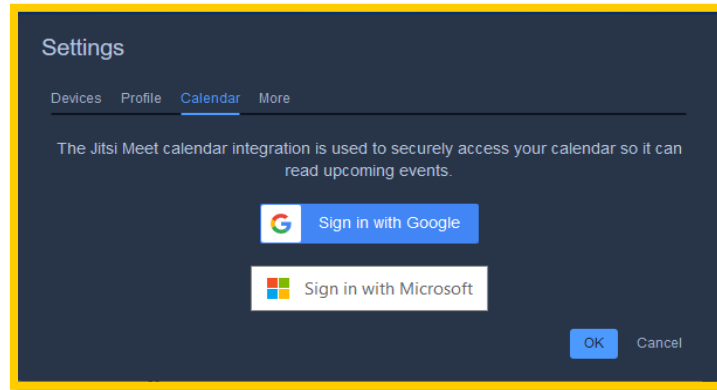 Settings
Devices Profile Calendar More
The Jitsi Meet calendar integration is used to securely access your calendar so it can
read upcoming events.
Sign in with Google
Sign in with Microsoft
OK Cancel